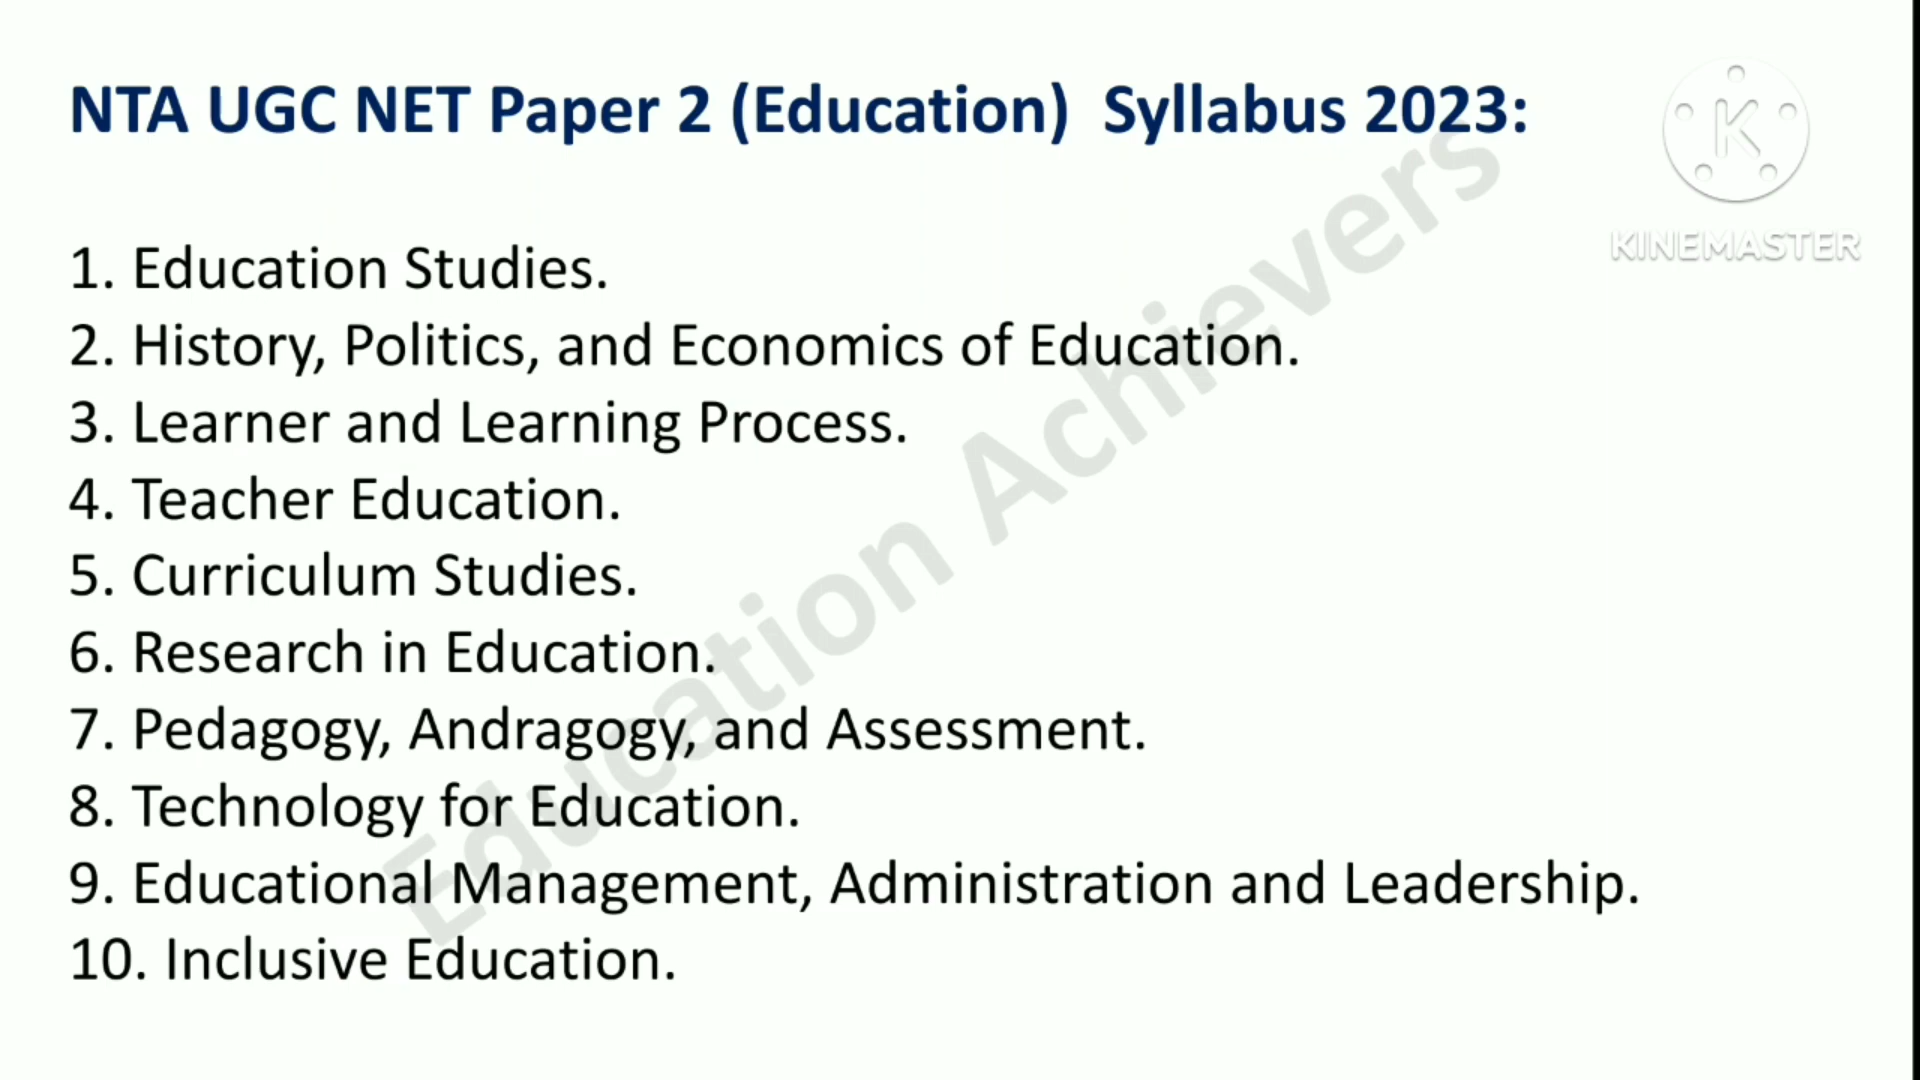 NTA UGC NET Paper 2 (Education) Syllabus 2023:
KINEMASTER
1. Education Studies.
2. History, Politics, and Economics of Education.
3. Learner and Learning Process.
4. Teacher Education.
5. Curriculum Studies.
6. Research in Education.
7. Pedagogy, Andragogy, and Assessment.
8. Technology for Education.
9. Educational Management, Administration and Leadership.
10. Inclusive Education.
Education Achievers